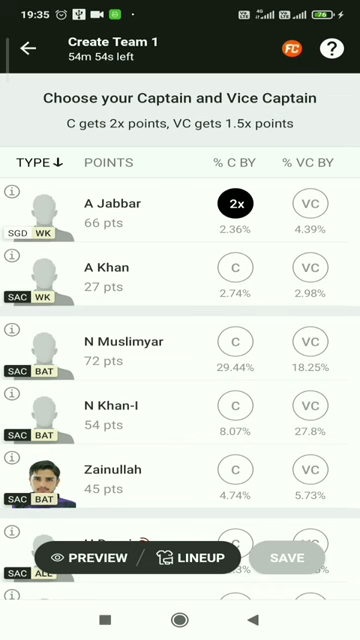 19:35
4G
76
Create Team 1
54m 54s left
FC
?
Choose your Captain and Vice Captain
C gets 2x points, VC gets 1.5x points
TYPE POINTS % C BY % VC BY
i
A Jabbar
66 pts
2x
VC
SGD WK
2.36% 4.39%
i
A Khan
27 pts
C
VC
SAC WK
2.74% 2.98%
i
N Muslimyar
72 pts
C
VC
SAC BAT
29.44% 18.25%
i
N Khan-I
54 pts
C
VC
SAC BAT
8.07% 27.8%
i
Zainullah
45 pts
C
VC
SAC BAT
4.74% 5.73%
i
PREVIEW / LINEUP SAVE
SAC ALL